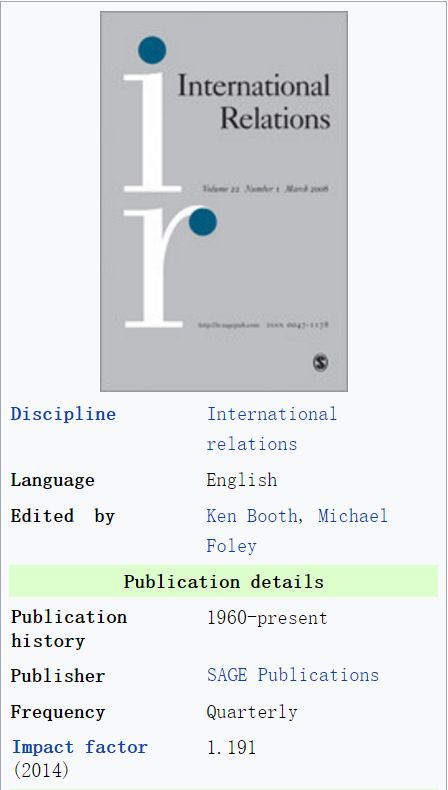 International
Relations
Volume 22 Number 1 March 2008
http://ir.sagepub.com ISSN 0047-1178
Discipline International
relations
Language English
Edited by Ken Booth, Michael
Foley
Publication details
Publication 1960-present
history
Publisher SAGE Publications
Frequency Quarterly
Impact factor 1.191
(2014)